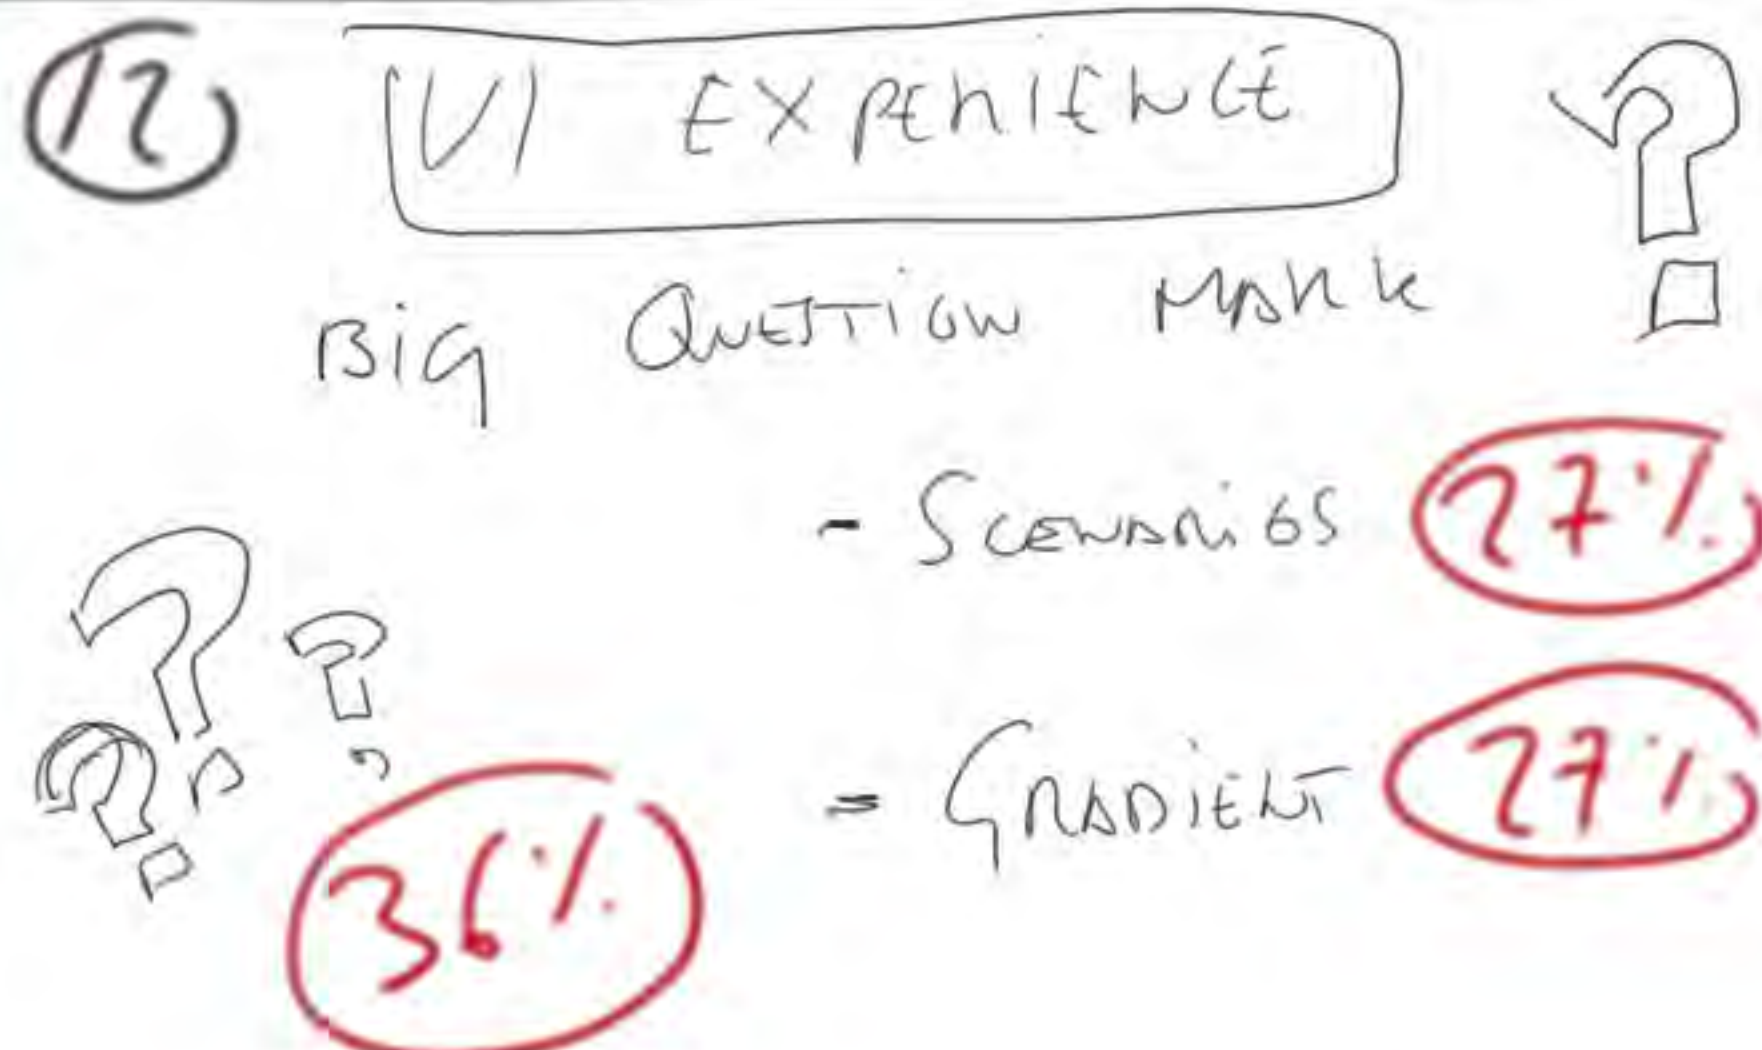 12 UI EXPERIENCE
BIG QUESTION MARK
- SCENARIOS 27%
= GRADIENT 27%
36%